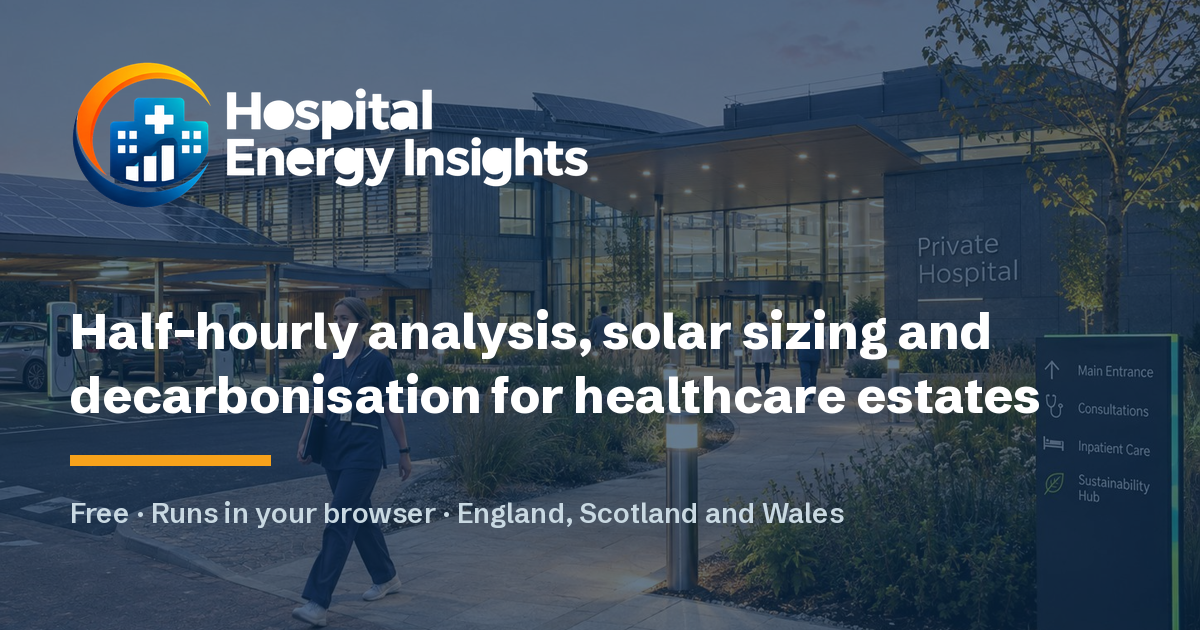 Hospital
Energy Insights
Private
Hospital
Half-hourly analysis, solar sizing and
decarbonisation for healthcare estates
Main Entrance
Consultations
Inpatient Care
Sustainability
Hub
Free · Runs in your browser · England, Scotland and Wales